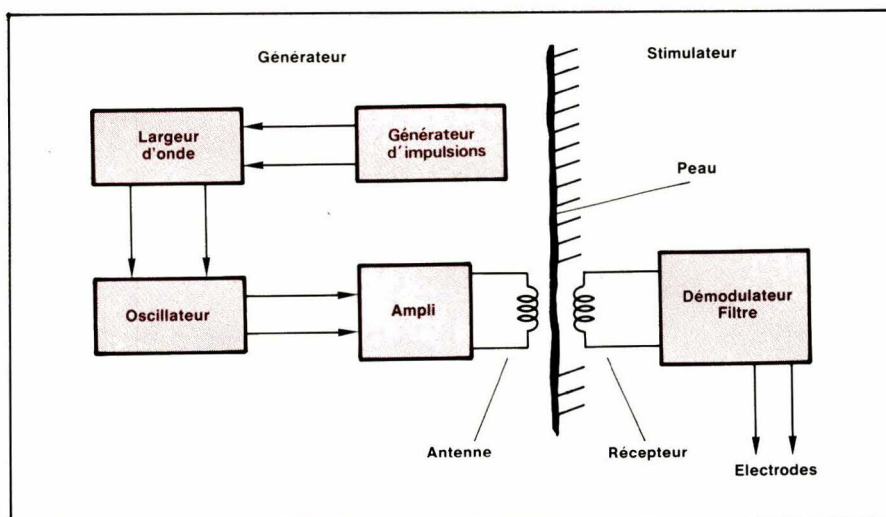 Générateur
Stimulateur
Largeur
d'onde
Générateur
d'impulsions
Peau
Oscillateur
Ampli
Démodulateur
Filtre
Antenne
Récepteur
Electrodes